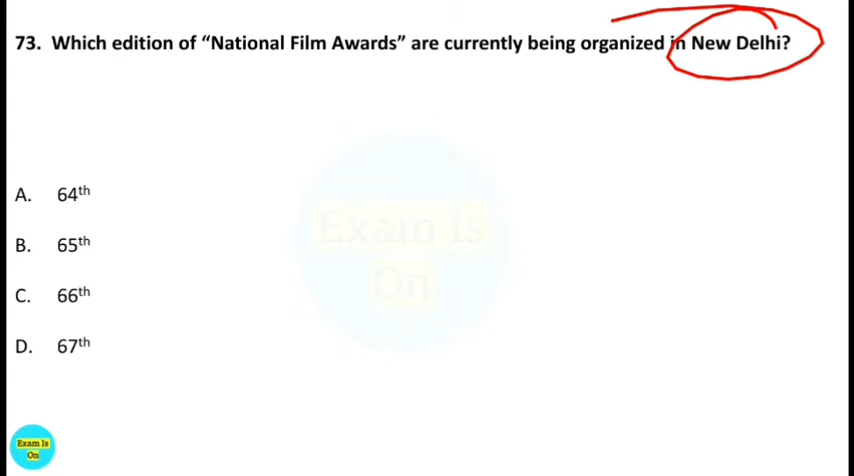 73. Which edition of “National Film Awards” are currently being organized in New Delhi?
Exam Is
On
A. 64th
B. 65th
C. 66th
D. 67th
Exam Is
On